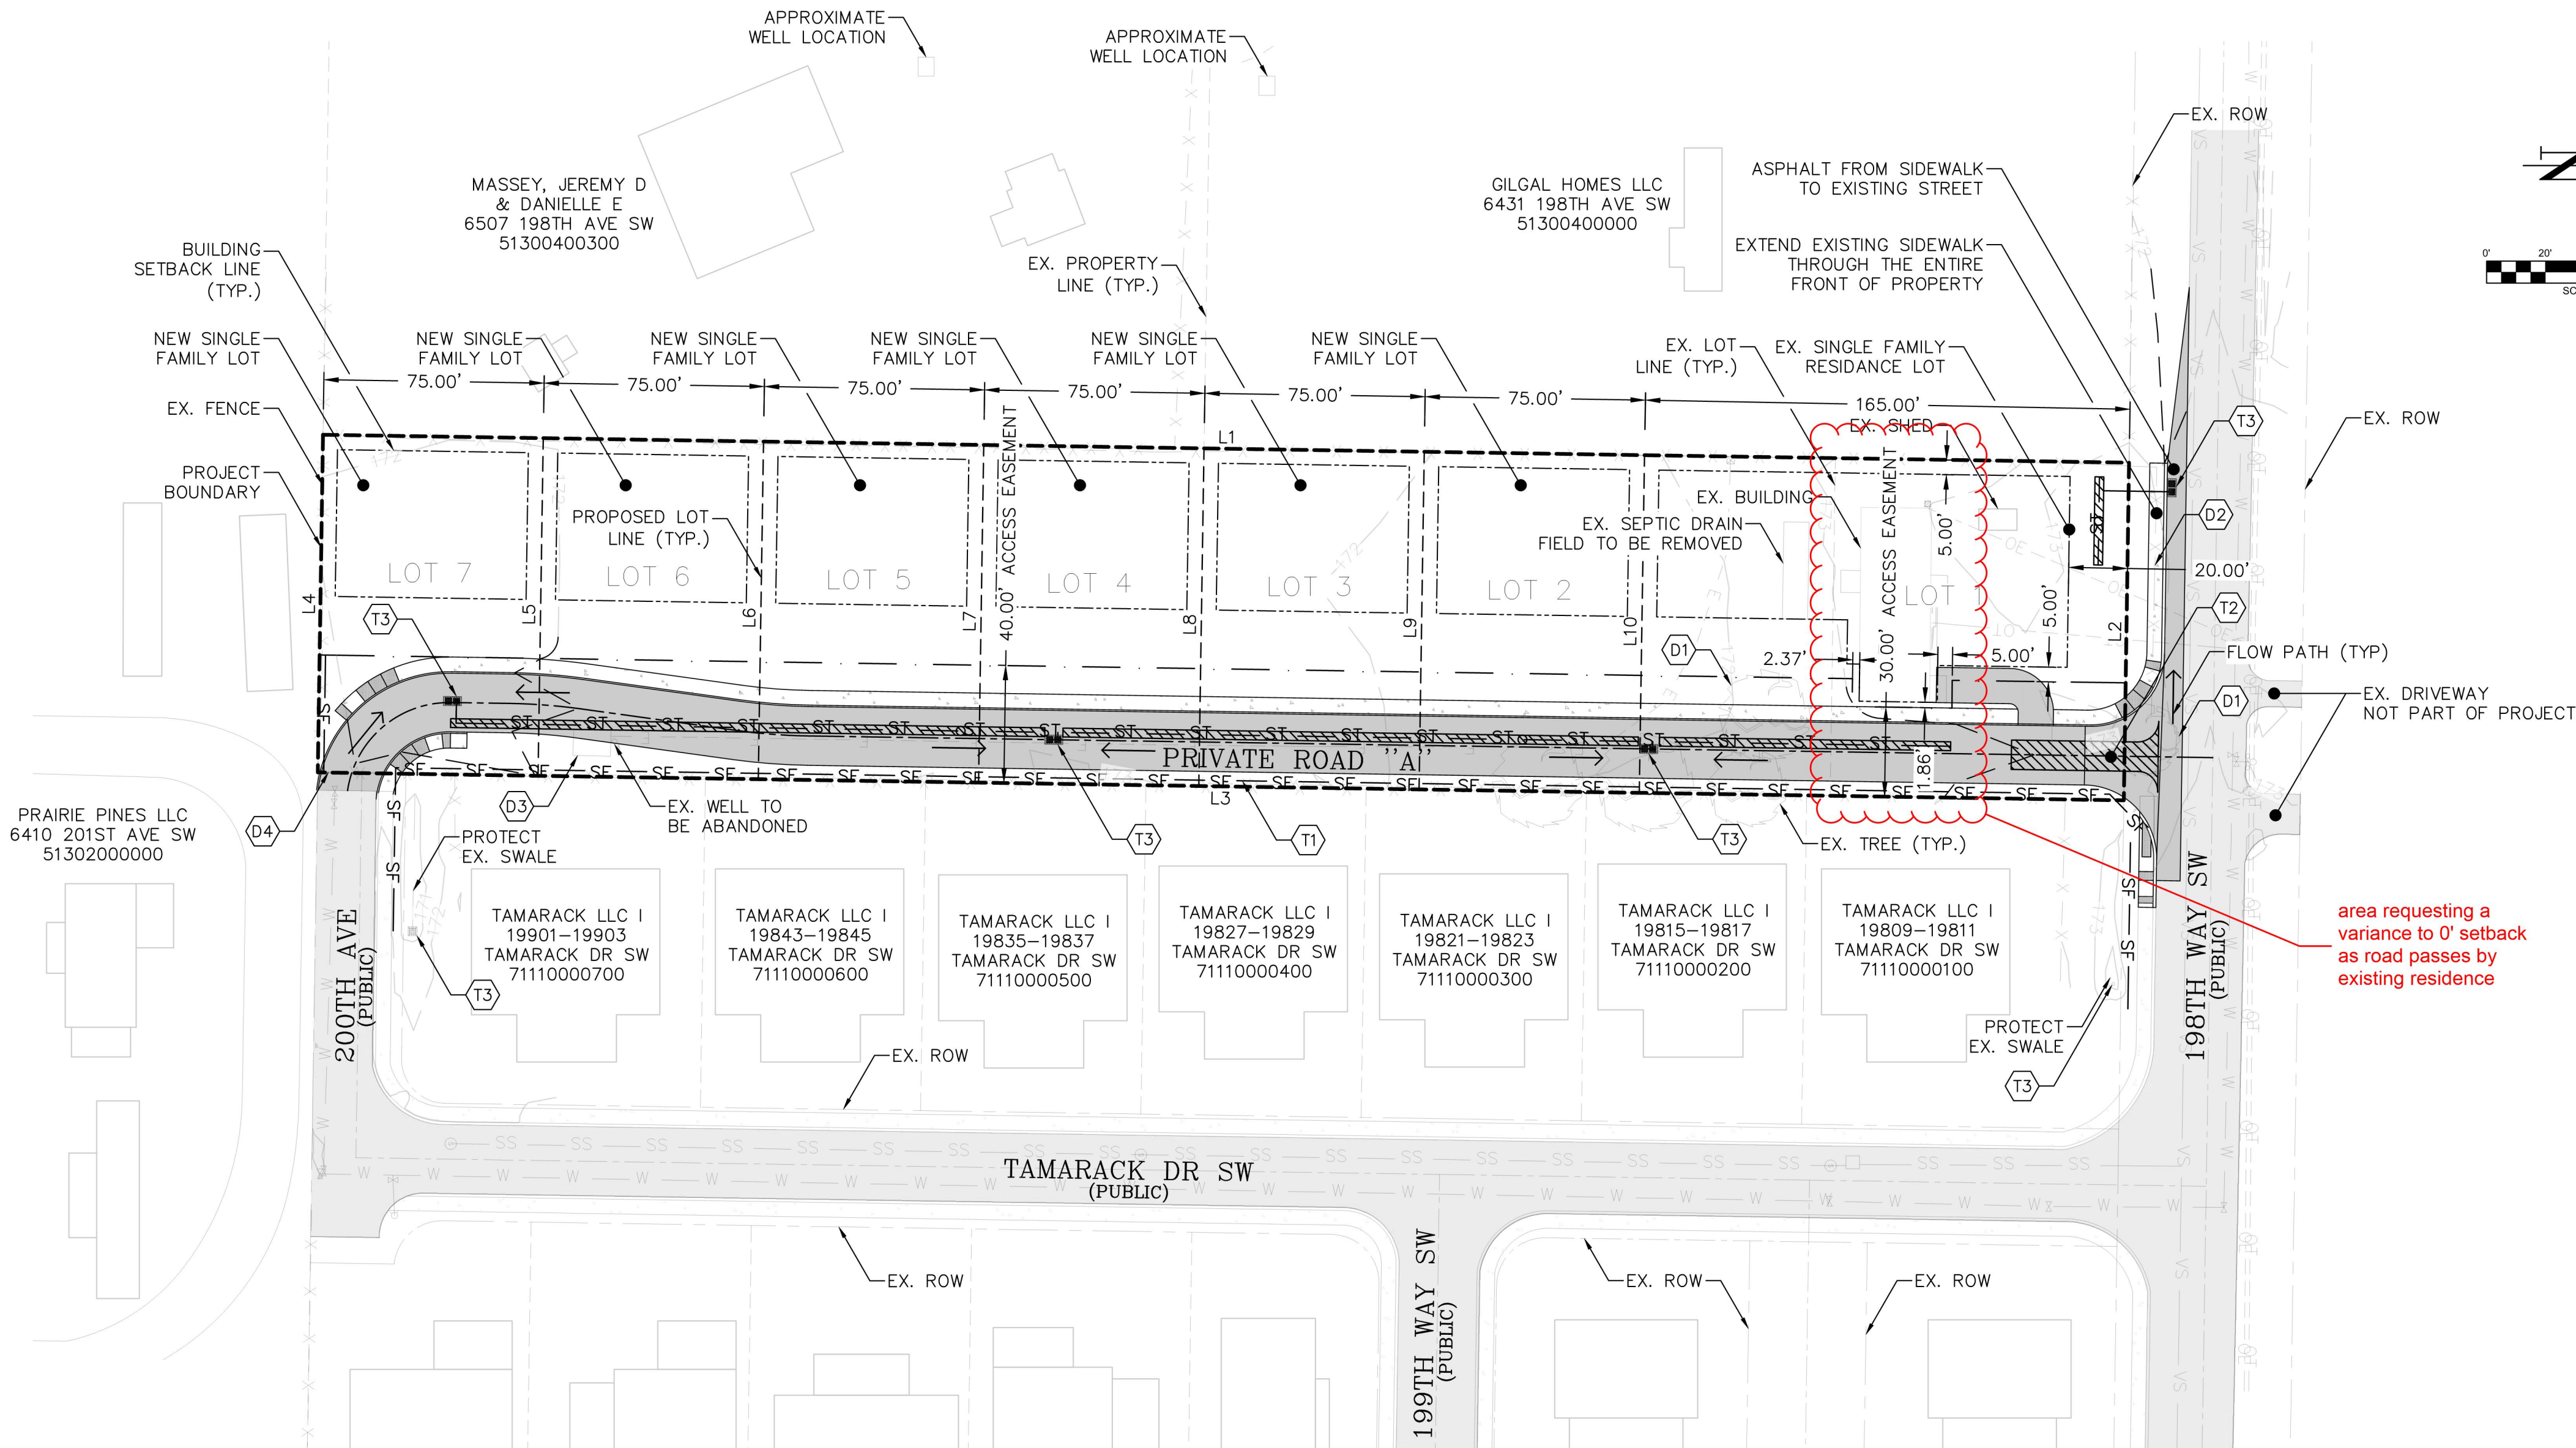 APPROXIMATE
WELL LOCATION
APPROXIMATE
WELL LOCATION
EX. ROW
ASPHALT FROM SIDEWALK
TO EXISTING STREET
MASSEY, JEREMY D
& DANIELLE E
6507 198TH AVE SW
51300400300
GILGAL HOMES LLC
6431 198TH AVE SW
51300400000
EXTEND EXISTING SIDEWALK
THROUGH THE ENTIRE
FRONT OF PROPERTY
0'
20'
BUILDING
SETBACK LINE
(TYP.)
EX. PROPERTY
LINE (TYP.)
NEW SINGLE
FAMILY LOT
NEW SINGLE
FAMILY LOT
NEW SINGLE
FAMILY LOT
NEW SINGLE
FAMILY LOT
NEW SINGLE
FAMILY LOT
NEW SINGLE
FAMILY LOT
EX. LOT
LINE (TYP.)
EX. SINGLE FAMILY
RESIDANCE LOT
75.00'
75.00'
75.00'
75.00'
75.00'
75.00'
165.00'
EX. FENCE
EX. SHED
T3
EX. ROW
L1
PROJECT
BOUNDARY
PROPOSED LOT
LINE (TYP.)
40.00' ACCESS EASEMENT
EX. BUILDING
EX. SEPTIC DRAIN
FIELD TO BE REMOVED
30.00' ACCESS EASEMENT
5.00'
ST
D2
20.00'
LOT 7
LOT 6
LOT 5
LOT 4
LOT 3
LOT 2
LOT
L4
L5
L6
L7
L8
L9
L10
L2
T3
T2
D1
2.37'
5.00'
5.00'
FLOW PATH (TYP)
D1
EX. DRIVEWAY
NOT PART OF PROJECT
11.86'
PRIVATE ROAD "A"
L3
D4
D3
EX. WELL TO
BE ABANDONED
T3
T1
T3
EX. TREE (TYP.)
PRAIRIE PINES LLC
6410 201ST AVE SW
51302000000
PROTECT
EX. SWALE
TAMARACK LLC I
19901-19903
TAMARACK DR SW
71110000700
TAMARACK LLC I
19843-19845
TAMARACK DR SW
71110000600
TAMARACK LLC I
19835-19837
TAMARACK DR SW
71110000500
TAMARACK LLC I
19827-19829
TAMARACK DR SW
71110000400
TAMARACK LLC I
19821-19823
TAMARACK DR SW
71110000300
TAMARACK LLC I
19815-19817
TAMARACK DR SW
71110000200
TAMARACK LLC I
19809-19811
TAMARACK DR SW
71110000100
area requesting a
variance to 0' setback
as road passes by
existing residence
T3
200TH AVE
(PUBLIC)
198TH WAY SW
(PUBLIC)
PROTECT
EX. SWALE
T3
EX. ROW
TAMARACK DR SW
(PUBLIC)
EX. ROW
199TH WAY SW
(PUBLIC)
EX. ROW
EX. ROW